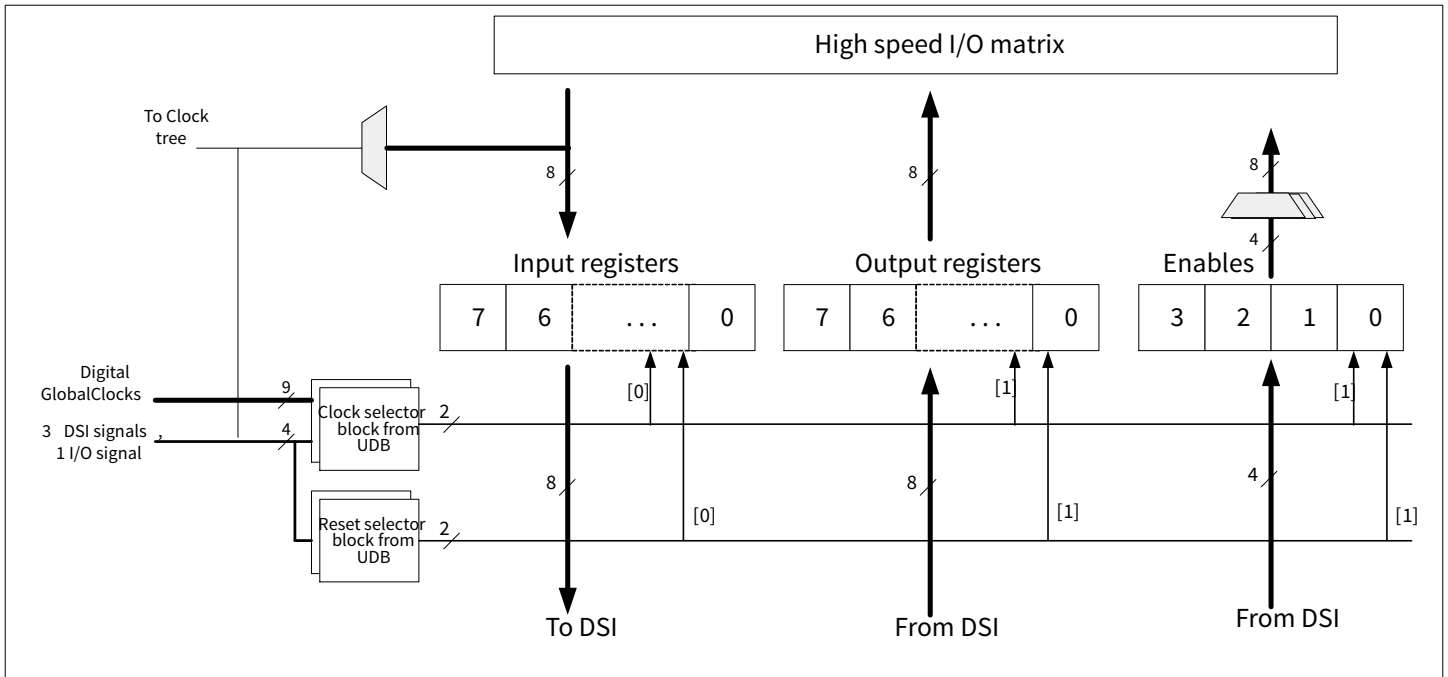 High speed I/O matrix
To Clock
tree
8
8
8
4
Input registers
Output registers
Enables
7 6 ... 0
7 6 ... 0
3 2 1 0
Digital
GlobalClocks
9
[0]
[1]
[1]
3 DSI signals ,
1 I/O signal
4
Clock selector
block from
UDB
2
8
8
4
Reset selector
block from
UDB
2
[0]
[1]
[1]
To DSI
From DSI
From DSI